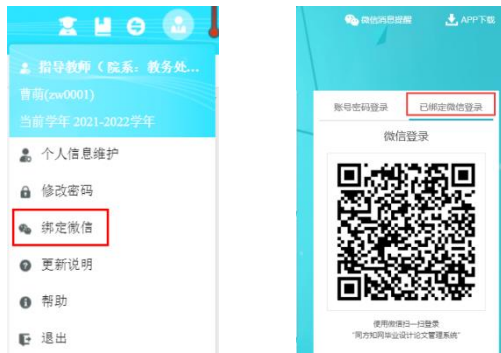 指导教师（院系：教务处...
曹萌(zw0001)
当前学年 2021-2022学年
个人信息维护
修改密码
绑定微信
更新说明
帮助
退出
微信消息提醒
APP下载
账号密码登录
已绑定微信登录
微信登录
使用微信扫一扫登录
"同方知网毕业设计论文管理系统"